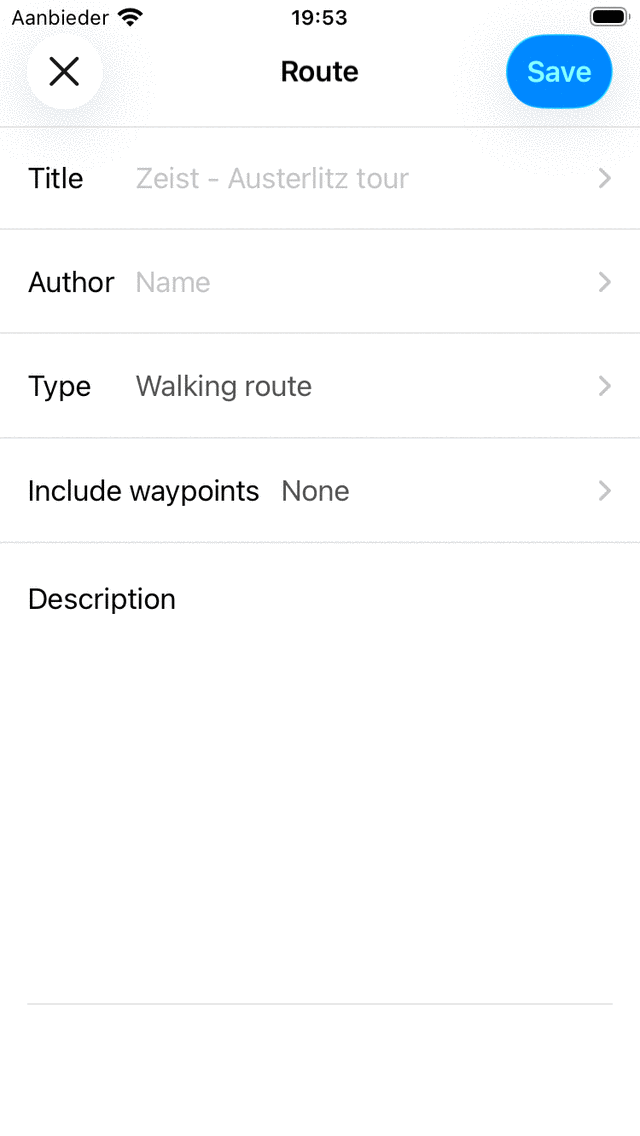 Aanbieder 19:53
Route Save
Title Zeist - Austerlitz tour
Author Name
Type Walking route
Include waypoints None
Description